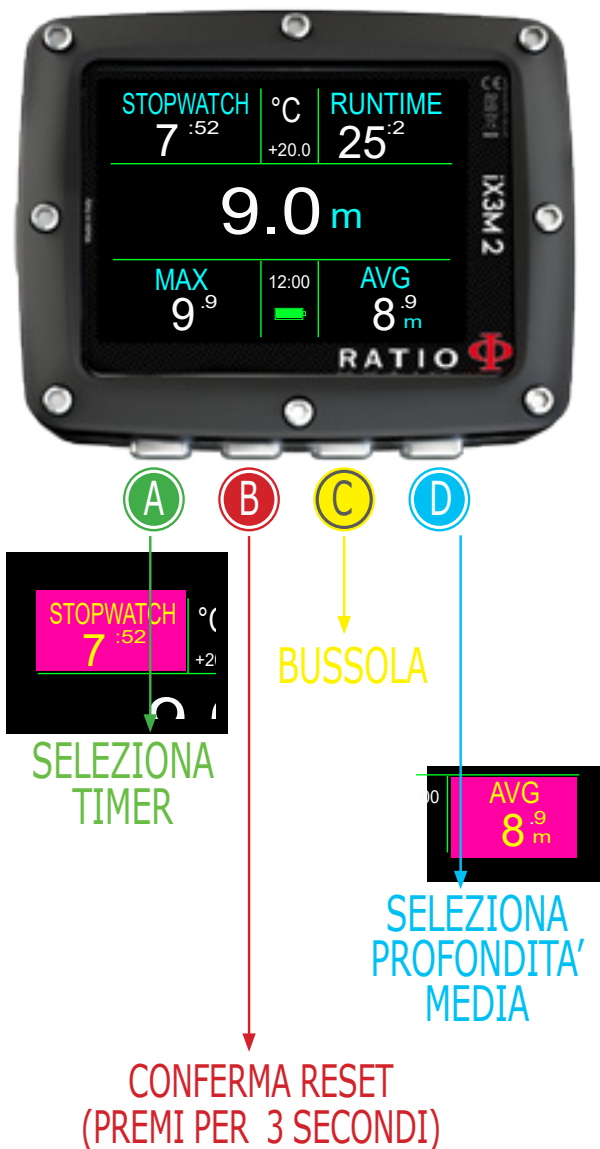 STOPWATCH °C RUNTIME
7 :52 +20.0 25:2
9.0 m
MAX 12:00 AVG
9 .9 8 .9 m
iX3M 2
RATIO
A B C D
STOPWATCH
7 :52
BUSSOLA
SELEZIONA
TIMER
AVG
8 .9 m
SELEZIONA
PROFONDITA’
MEDIA
CONFERMA RESET
(PREMI PER 3 SECONDI)